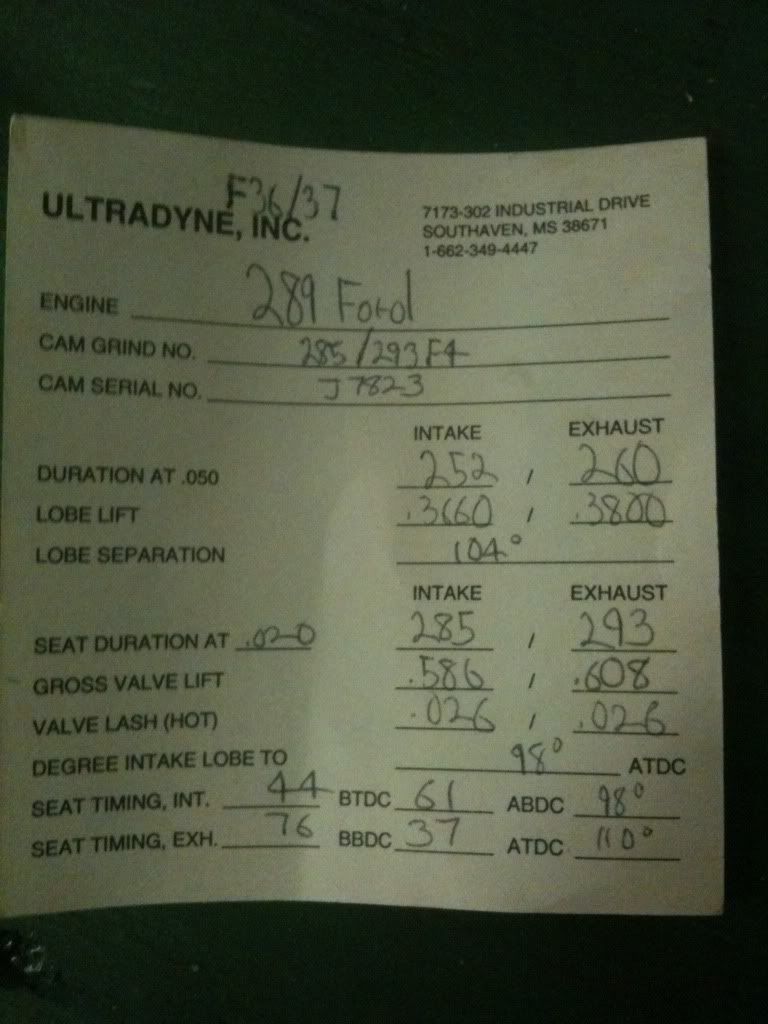 F36/37
ULTRADYNE, INC.
7173-302 INDUSTRIAL DRIVE
SOUTHAVEN, MS 38671
1-662-349-4447
ENGINE 289 Ford
CAM GRIND NO. 285/293F4
CAM SERIAL NO. J7823
INTAKE EXHAUST
DURATION AT .050 252 / 260
LOBE LIFT .3660 / .3800
LOBE SEPARATION 104°
INTAKE EXHAUST
SEAT DURATION AT .020 285 / 293
GROSS VALVE LIFT .586 / .608
VALVE LASH (HOT) .026 / .026
DEGREE INTAKE LOBE TO 98° ATDC
SEAT TIMING, INT. 44 BTDC 61 ABDC 98°
SEAT TIMING, EXH. 76 BBDC 37 ATDC 110°